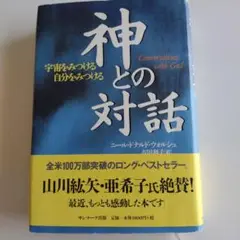 宇宙をみつける
自分をみつける
神との対話
Conversations with God
ニール・ドナルド・ウォルシュ
全米100万部突破のロング・ベストセラー
山川紘矢・亜希子氏絶賛!
最近、もっとも感動した本です
サンマーク出版